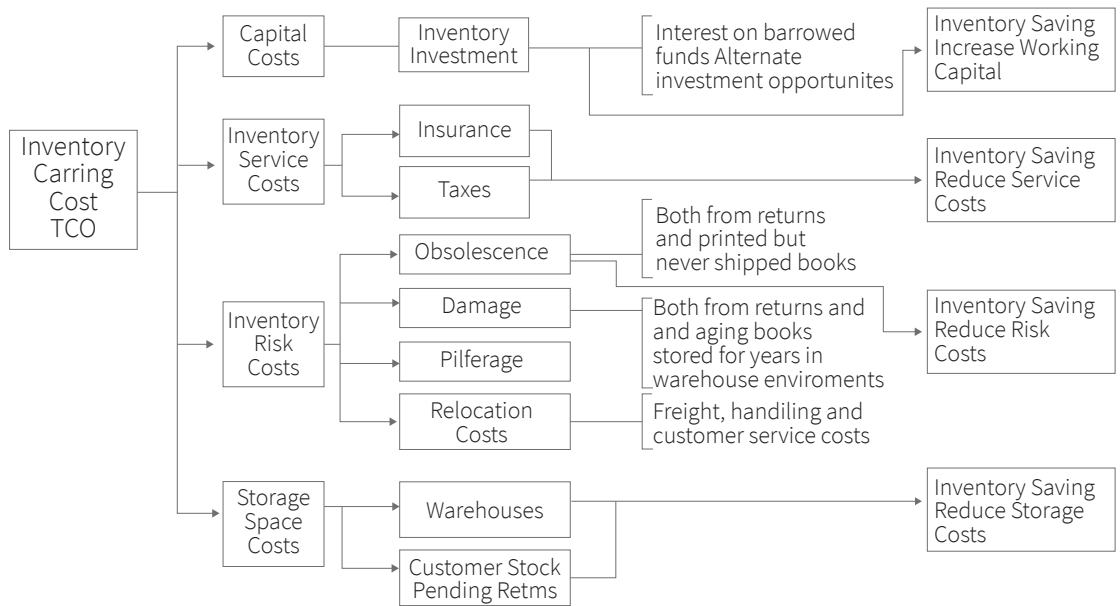 Inventory
Carring
Cost
TCO
Capital
Costs
Inventory
Investment
Interest on barrowed
funds Alternate
investment opportunites
Inventory Saving
Increase Working
Capital
Inventory
Service
Costs
Insurance
Taxes
Inventory Saving
Reduce Service
Costs
Inventory
Risk
Costs
Obsolescence
Both from returns
and printed but
never shipped books
Damage
Both from returns and
and aging books
stored for years in
warehouse enviroments
Pilferage
Relocation
Costs
Freight, handiling and
customer service costs
Inventory Saving
Reduce Risk
Costs
Storage
Space
Costs
Warehouses
Customer Stock
Pending Retms
Inventory Saving
Reduce Storage
Costs